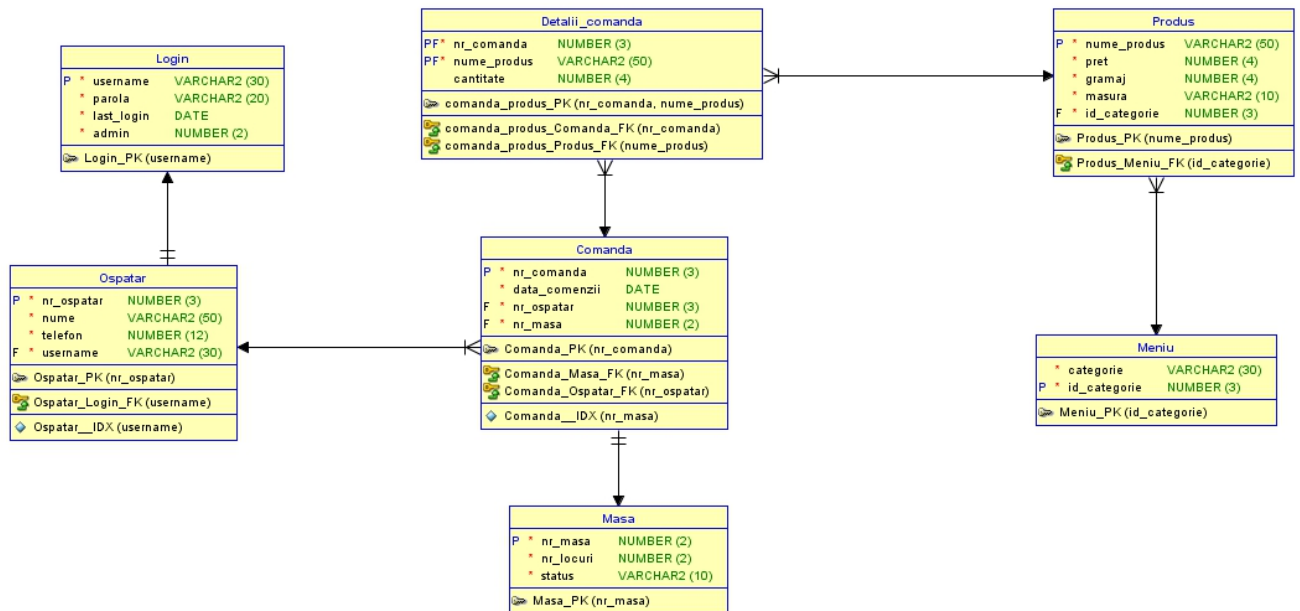 Login
P * username VARCHAR2 (30)
* parola VARCHAR2 (20)
* last_login DATE
* admin NUMBER (2)
Login_PK (username)
Detalii_comanda
PF* nr_comanda NUMBER (3)
PF* nume_produs VARCHAR2 (50)
cantitate NUMBER (4)
comanda_produs_PK (nr_comanda, nume_produs)
comanda_produs_Comanda_FK (nr_comanda)
comanda_produs_Produs_FK (nume_produs)
Produs
P * nume_produs VARCHAR2 (50)
* pret NUMBER (4)
* gramaj NUMBER (4)
* masura VARCHAR2 (10)
F * id_categorie NUMBER (3)
Produs_PK (nume_produs)
Produs_Meniu_FK (id_categorie)
Ospatar
P * nr_ospatar NUMBER (3)
* nume VARCHAR2 (50)
* telefon NUMBER (12)
F * username VARCHAR2 (30)
Ospatar_PK (nr_ospatar)
Ospatar_Login_FK (username)
Ospatar__IDX (username)
Comanda
P * nr_comanda NUMBER (3)
* data_comenzii DATE
F * nr_ospatar NUMBER (3)
F * nr_masa NUMBER (2)
Comanda_PK (nr_comanda)
Comanda_Masa_FK (nr_masa)
Comanda_Ospatar_FK (nr_ospatar)
Comanda__IDX (nr_masa)
Meniu
* categorie VARCHAR2 (30)
P * id_categorie NUMBER (3)
Meniu_PK (id_categorie)
Masa
P * nr_masa NUMBER (2)
* nr_locuri NUMBER (2)
* status VARCHAR2 (10)
Masa_PK (nr_masa)